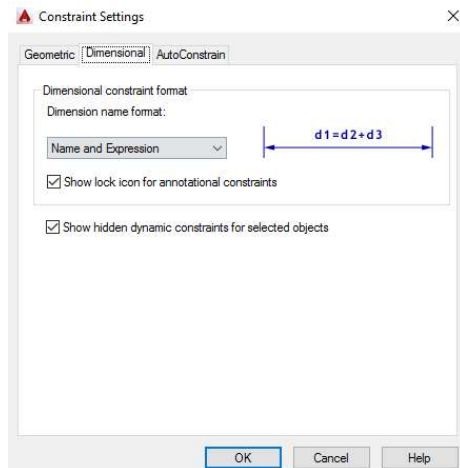 Constraint Settings
Geometric Dimensional AutoConstrain
Dimensional constraint format
Dimension name format:
Name and Expression
d1=d2+d3
Show lock icon for annotational constraints
Show hidden dynamic constraints for selected objects
OK Cancel Help